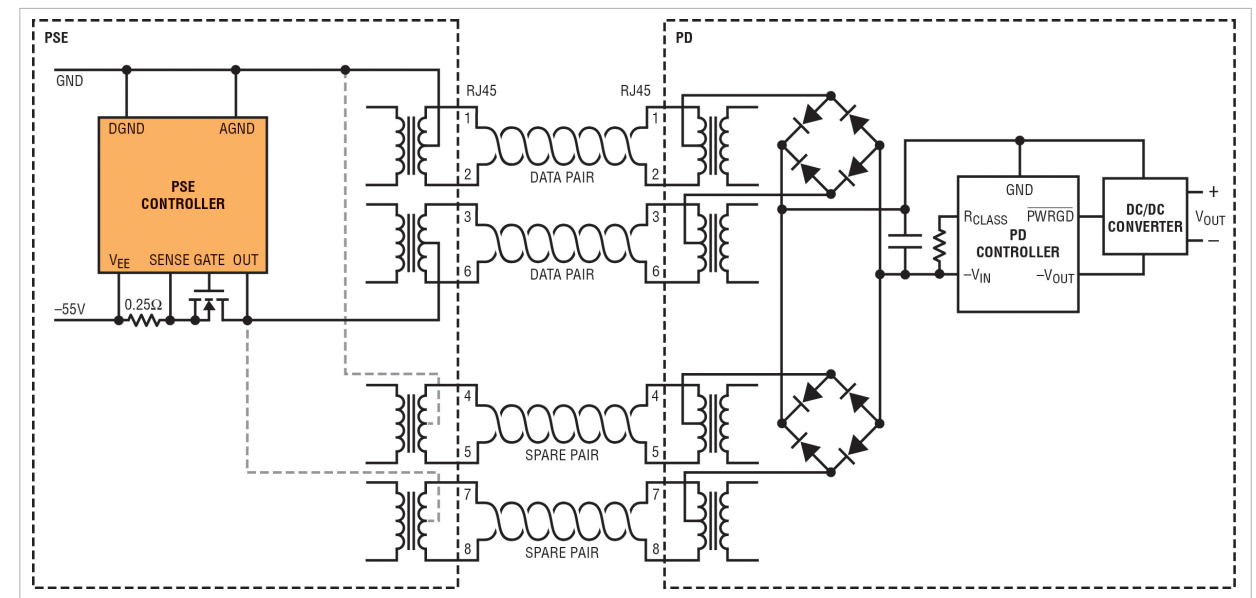 PSE
GND
DGND AGND
PSE
CONTROLLER
VEE SENSE GATE OUT
–55V
0.25Ω
RJ45
RJ45
1
2
DATA PAIR
1
2
3
6
DATA PAIR
3
6
4
5
SPARE PAIR
4
5
7
8
SPARE PAIR
7
8
PD
GND
RCLASS PWRGD
PD
CONTROLLER
–VIN –VOUT
DC/DC
CONVERTER
+
VOUT
–